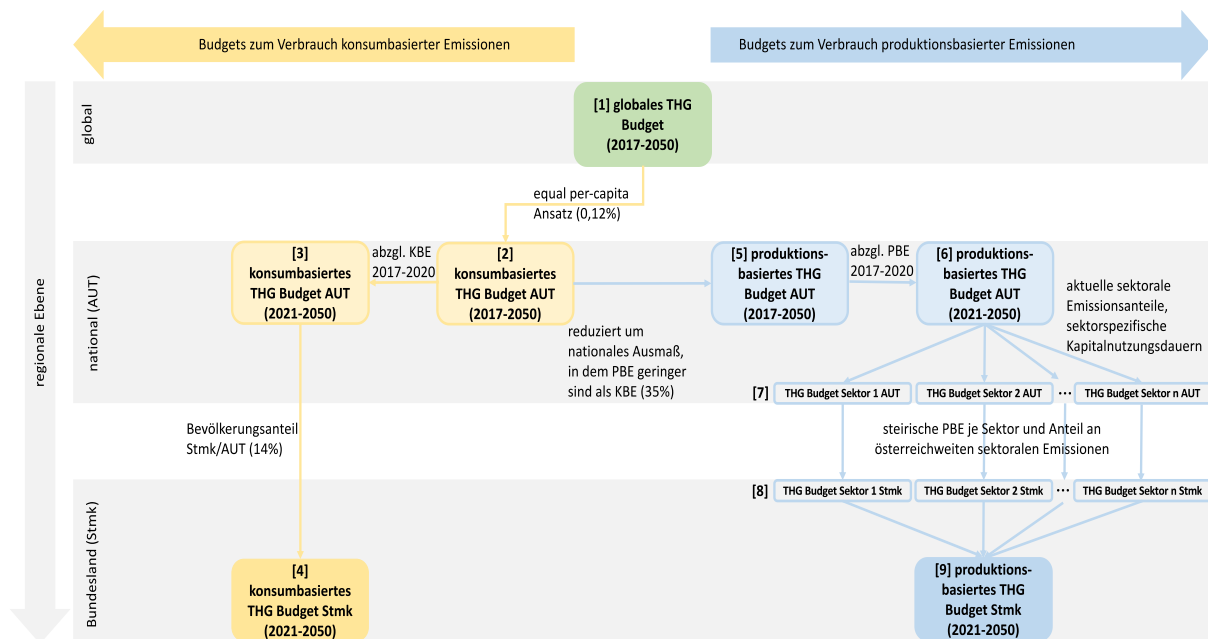 Budgets zum Verbrauch konsumbasierter Emissionen
Budgets zum Verbrauch produktionsbasierter Emissionen
regionale Ebene
global
[1] globales THG
Budget
(2017-2050)
equal per-capita
Ansatz (0,12%)
national (AUT)
[3]
konsumbasiertes
THG Budget AUT
(2021-2050)
abzgl. KBE
2017-2020
[2]
konsumbasiertes
THG Budget AUT
(2017-2050)
[5] produktions-
basiertes THG
Budget AUT
(2017-2050)
abzgl. PBE
2017-2020
[6] produktions-
basiertes THG
Budget AUT
(2021-2050)
aktuelle sektorale
Emissionsanteile,
sektorspezifische
Kapitalnutzungsdauern
reduziert um
nationales Ausmaß,
in dem PBE geringer
sind als KBE (35%)
[7]
THG Budget Sektor 1 AUT
THG Budget Sektor 2 AUT
...
THG Budget Sektor n AUT
Bevölkerungsanteil
Stmk/AUT (14%)
steirische PBE je Sektor und Anteil an
österreichweiten sektoralen Emissionen
Bundesland (Stmk)
[8]
THG Budget Sektor 1 Stmk
THG Budget Sektor 2 Stmk
...
THG Budget Sektor n Stmk
[4]
konsumbasiertes
THG Budget Stmk
(2021-2050)
[9] produktions-
basiertes THG
Budget Stmk
(2021-2050)